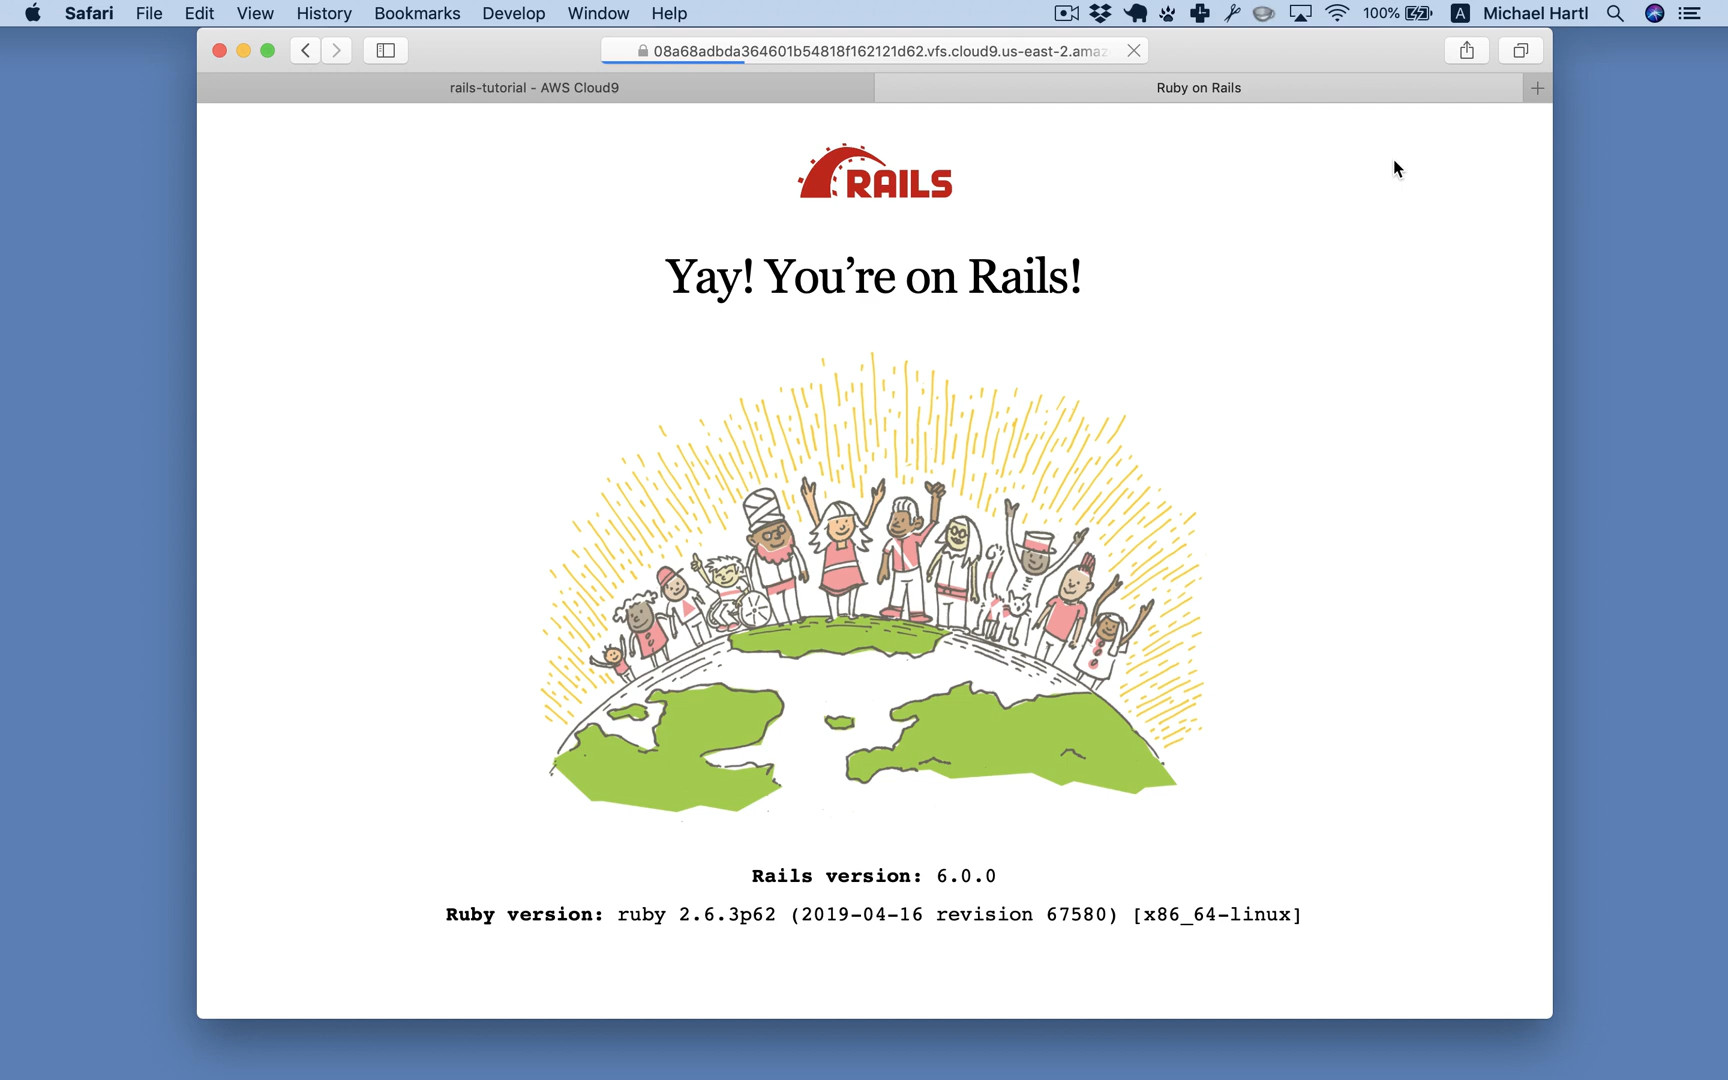 Safari File Edit View History Bookmarks Develop Window Help 100% A Michael Hartl
08a68adbda364601b54818f162121d62.vfs.cloud9.us-east-2.amaz
rails-tutorial - AWS Cloud9 Ruby on Rails
RAILS
Yay! You’re on Rails!
Rails version: 6.0.0
Ruby version: ruby 2.6.3p62 (2019-04-16 revision 67580) [x86_64-linux]